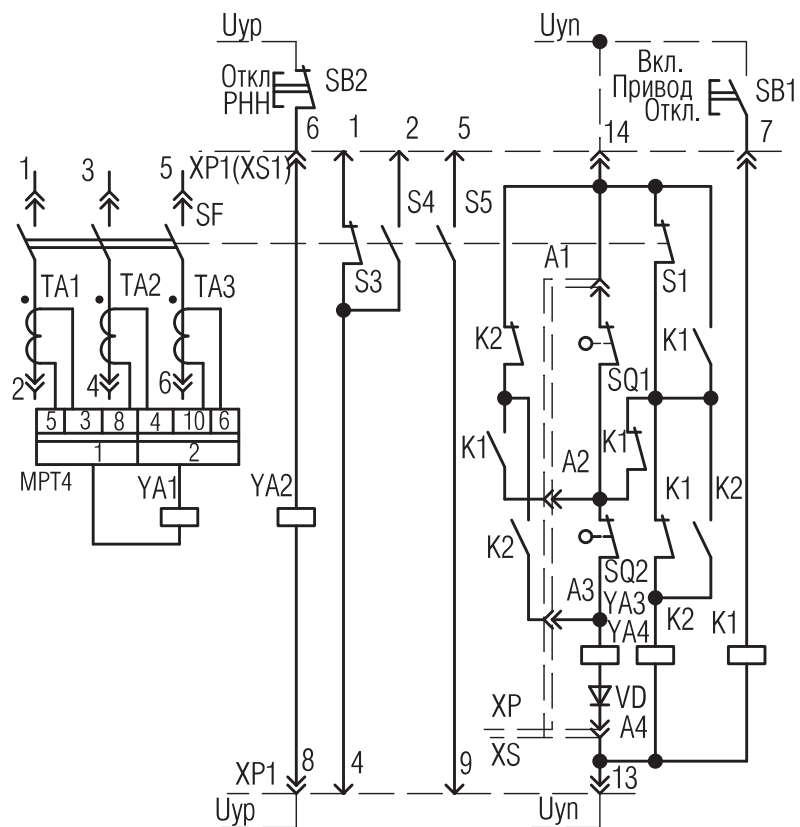 Uур
Uуп
Откл
РНН
SB2
Вкл.
Привод
Откл.
SB1
6
1
2
5
14
7
1
3
5
XP1(XS1)
SF
S4
S5
A1
S1
TA1
TA2
TA3
S3
K2
SQ1
K1
2
4
6
5
3
8
4
10
6
1
2
МРТ4
YA1
YA2
K1
A2
K1
K1
K2
K2
SQ2
A3
YA3
YA4
K2
K1
VD
XP
A4
XS
XP1
8
4
9
13
Uур
Uуп